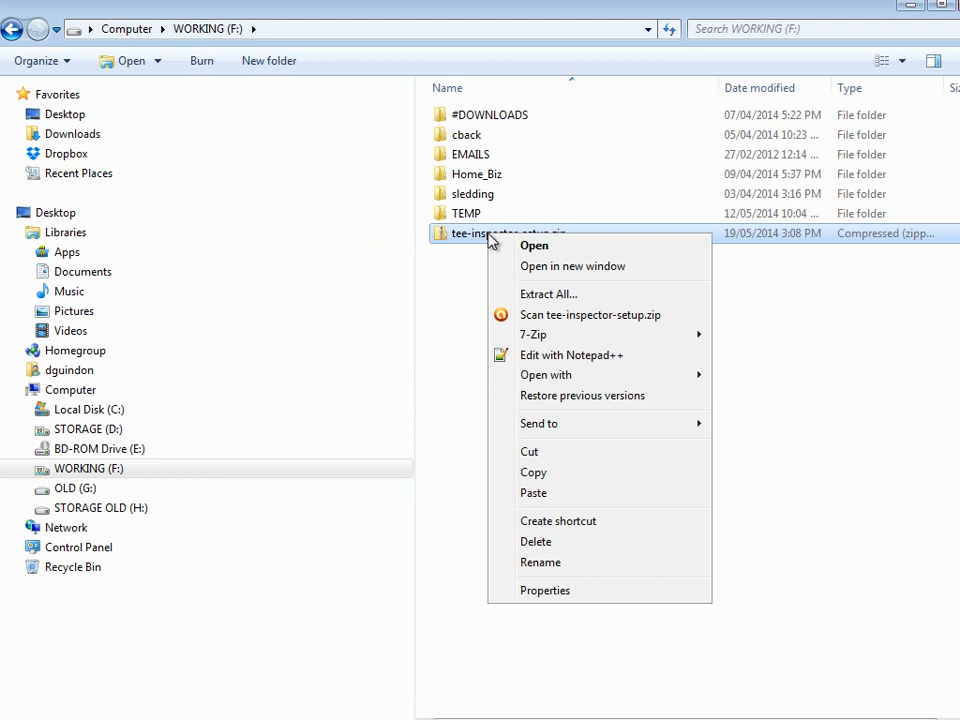 Computer WORKING (F:)
Search WORKING (F:)
Organize Open Burn New folder
Name Date modified Type
Favorites
Desktop
Downloads
Dropbox
Recent Places
Desktop
Libraries
Apps
Documents
Music
Pictures
Videos
Homegroup
dguindon
Computer
Local Disk (C:)
STORAGE (D:)
BD-ROM Drive (E:)
WORKING (F:)
OLD (G:)
STORAGE OLD (H:)
Network
Control Panel
Recycle Bin
#DOWNLOADS 07/04/2014 5:22 PM File folder
cback 05/04/2014 10:23 ... File folder
EMAILS 27/02/2012 12:14 ... File folder
Home_Biz 09/04/2014 5:37 PM File folder
sledding 03/04/2014 3:16 PM File folder
TEMP 12/05/2014 10:04 ... File folder
tee-inspector-setup.zip 19/05/2014 3:08 PM Compressed (zipp...
Open
Open in new window
Extract All...
Scan tee-inspector-setup.zip
7-Zip
Edit with Notepad++
Open with
Restore previous versions
Send to
Cut
Copy
Paste
Create shortcut
Delete
Rename
Properties